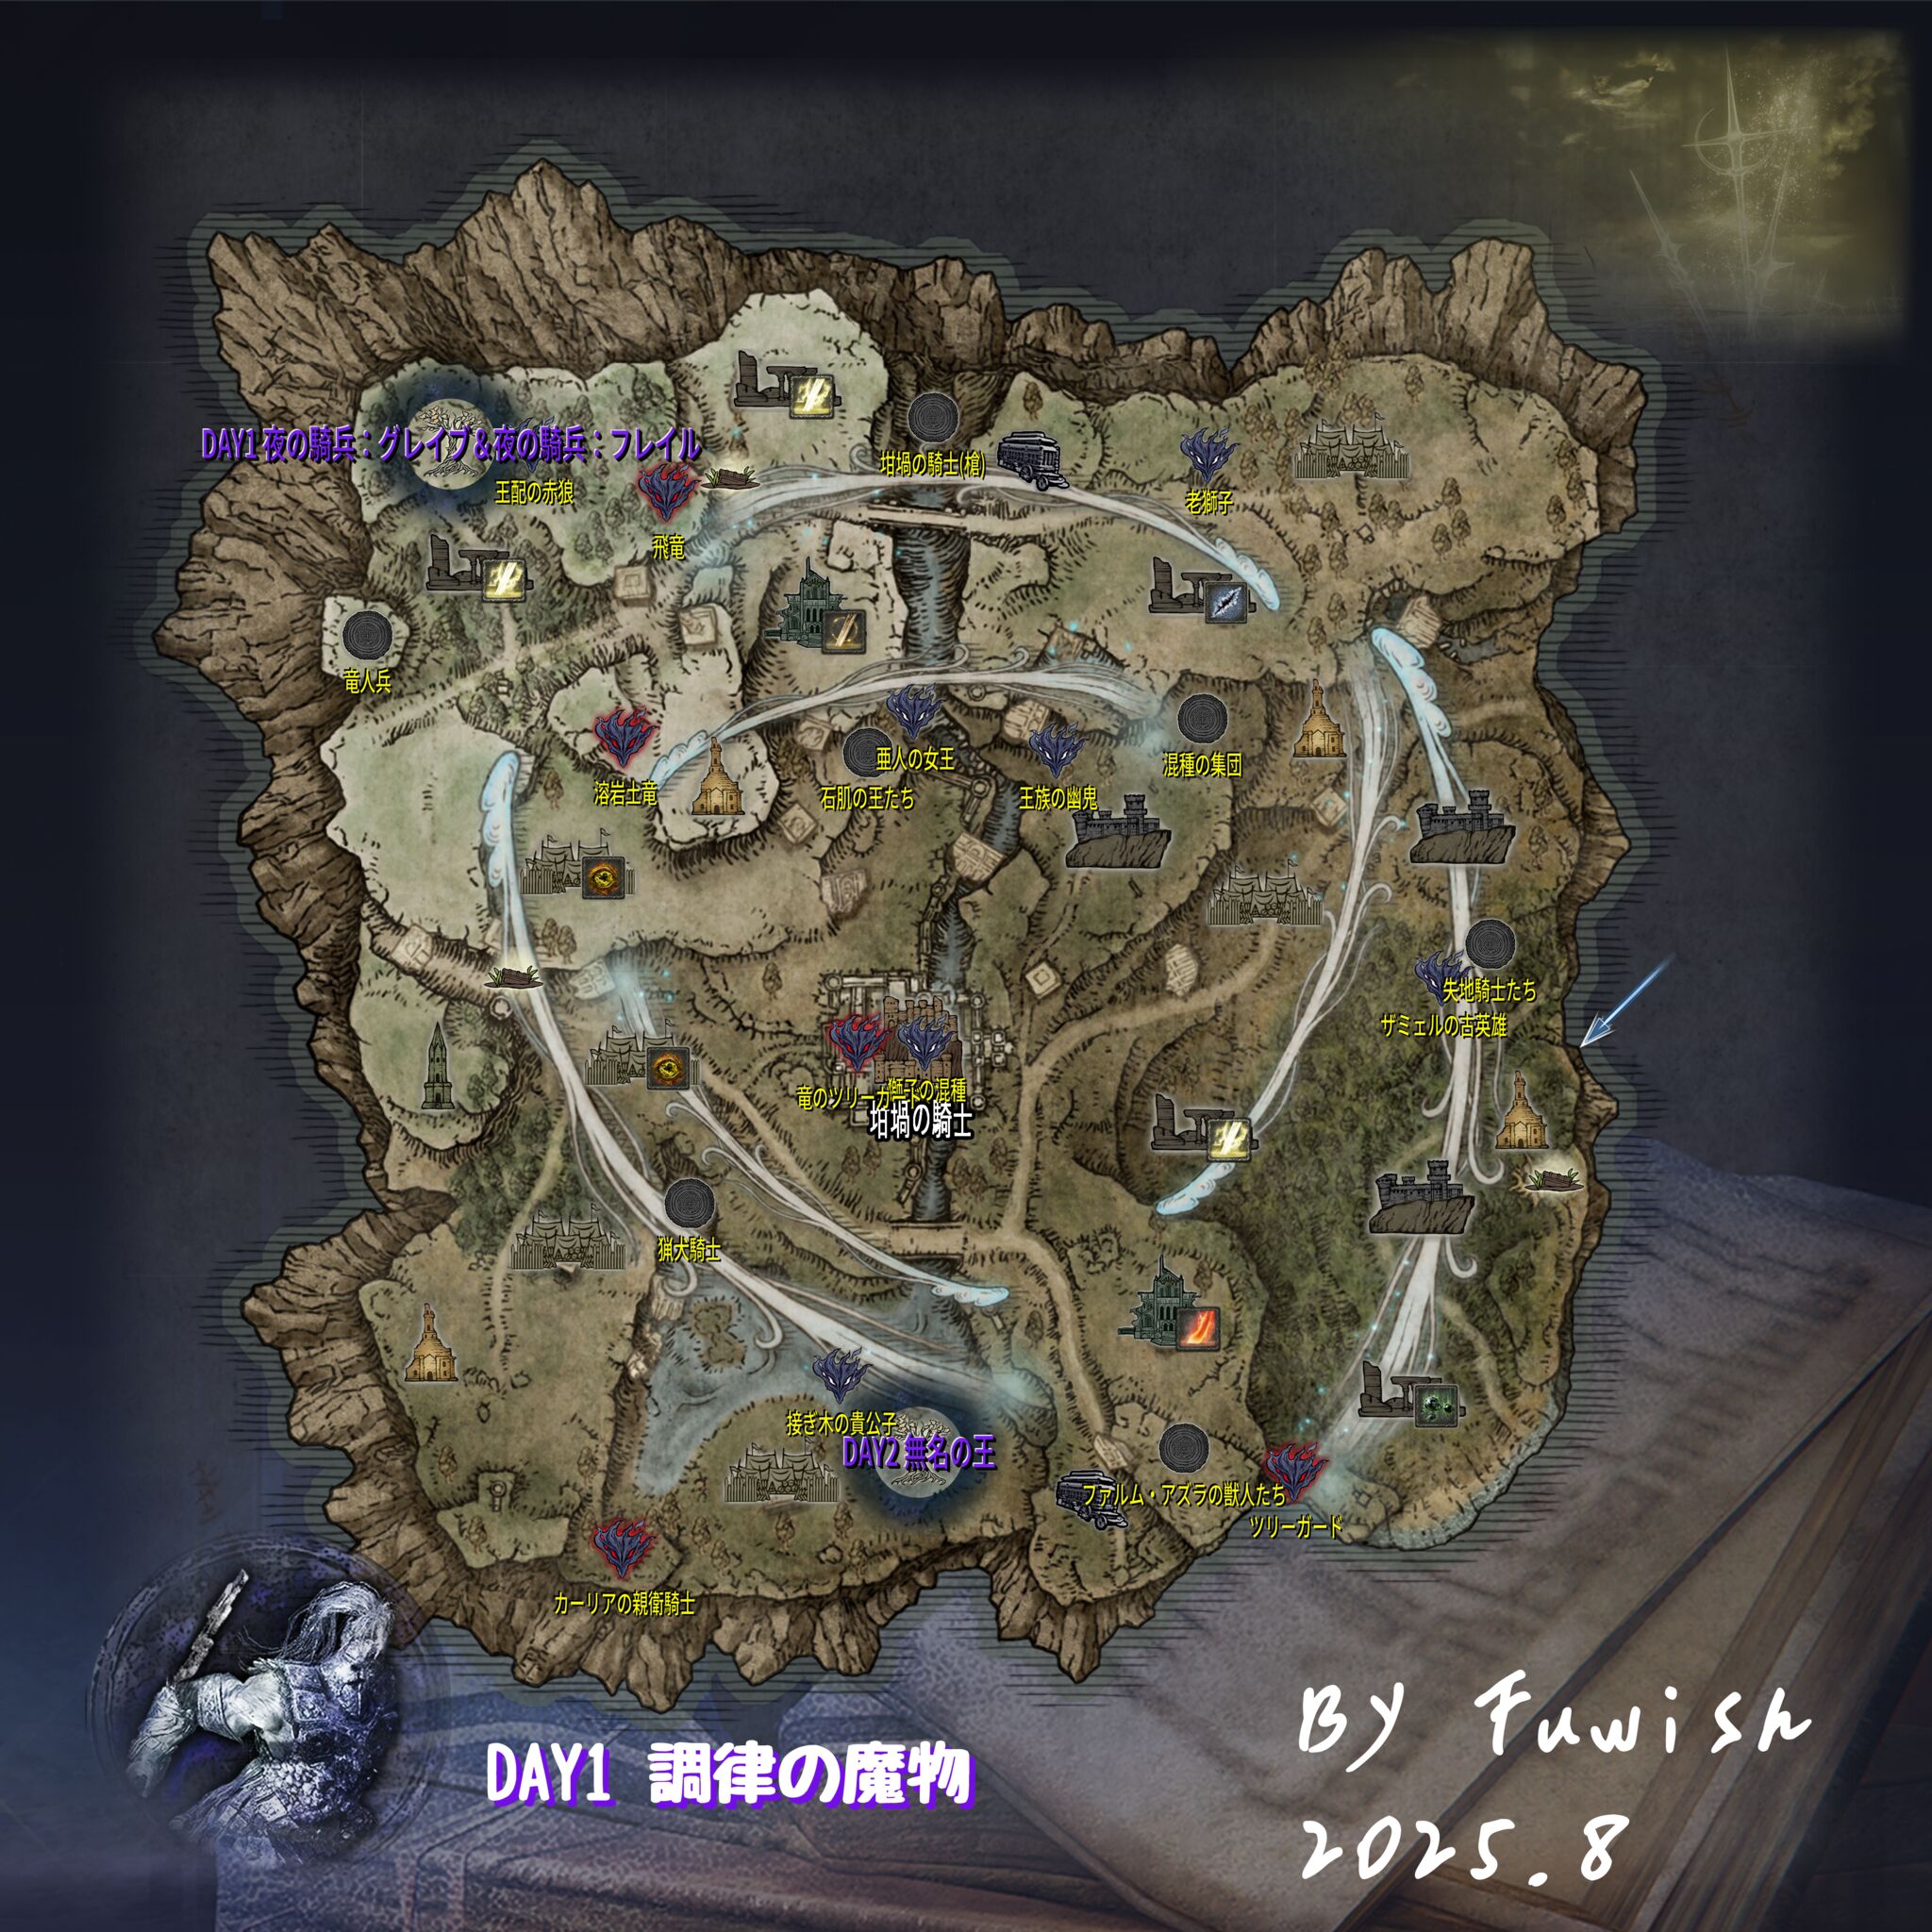 DAY1 夜の騎兵：グレイブ＆夜の騎兵：フレイル
坩堝の騎士(槍)
王配の赤狼
老獅子
飛竜
竜人兵
亜人の女王
混種の集団
溶岩土竜
石肌の王たち
王族の幽鬼
失地騎士たち
ザミェルの古英雄
獅子の混種
竜のツリーガード
坩堝の騎士
猟犬騎士
接ぎ木の貴公子
DAY2 無名の王
ファルム・アズラの獣人たち
ツリーガード
カーリアの親衛騎士
DAY1 調律の魔物
BY Fuwish
2025.8